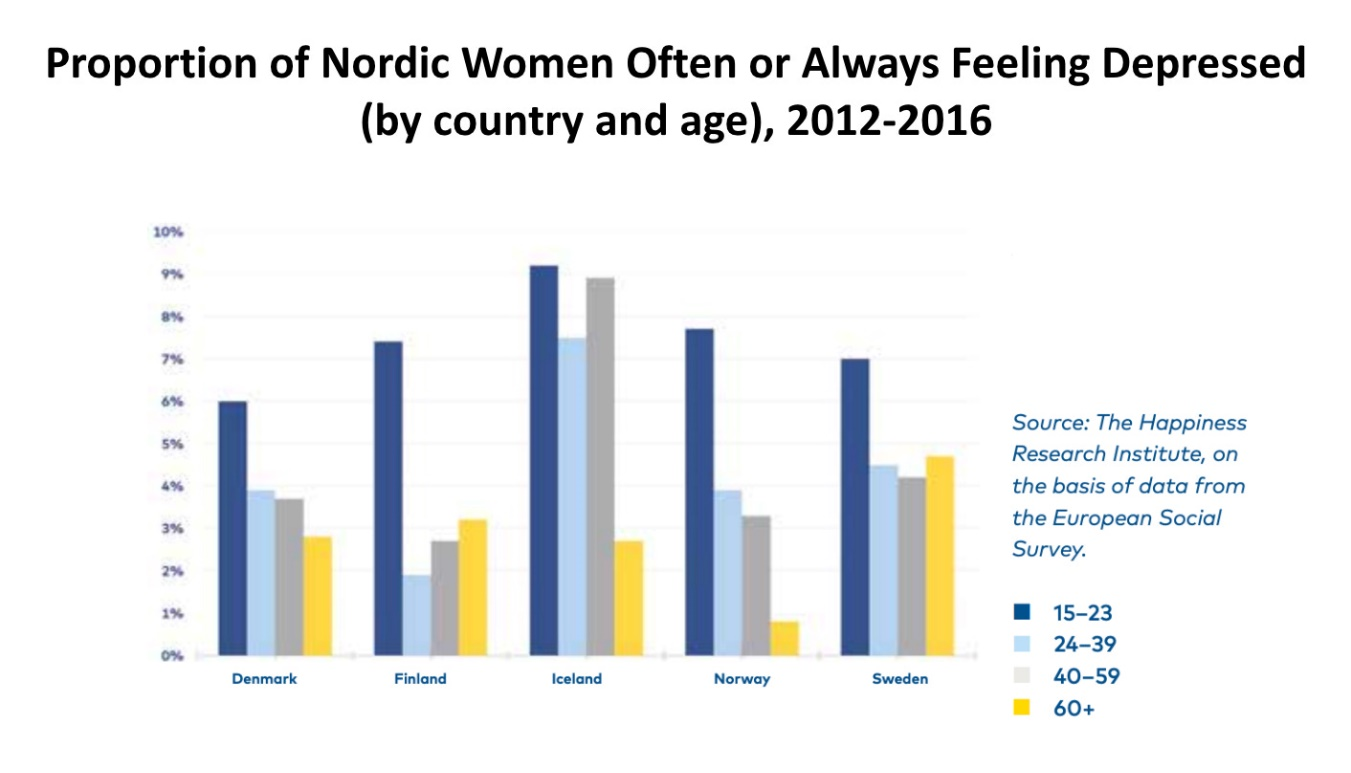 Proportion of Nordic Women Often or Always Feeling Depressed
(by country and age), 2012-2016
10%
9%
8%
7%
6%
5%
4%
3%
2%
1%
0%
Denmark
Finland
Iceland
Norway
Sweden
Source: The Happiness
Research Institute, on
the basis of data from
the European Social
Survey.
15–23
24–39
40–59
60+